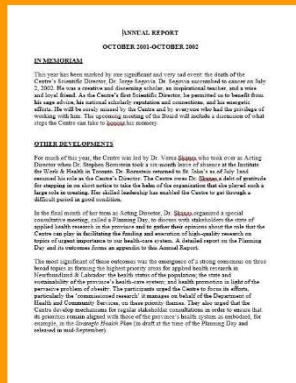 ANNUAL REPORT
OCTOBER 2001-OCTOBER 2002
IN MEMORIAM
This year has been marked by one significant and very sad event: the death of the
Centre's Scientific Director, Dr. Jorge Segovia. Dr. Segovia succumbed to cancer on July
2, 2002. He was a creative and discerning scholar, an inspirational teacher, and a wise
and loyal friend. As the Centre's first Scientific Director, he permitted us to benefit from
his sage advice, his national scholarly reputation and connections, and his energetic
efforts. He will be sorely missed by the Centre and by everyone who had the privilege of
working with him. The upcoming meeting of the Board will include a discussion of what
steps the Centre can take to honour his memory.
OTHER DEVELOPMENTS
For much of this year, the Centre was led by Dr. Verna who took over as Acting
Director when Dr. Stephen Bornstein took a six-month leave of absence at the Institute
for Work & Health in Toronto. Dr. Bornstein returned to St. John's as of July 1and
resumed his role as the Centre's Director. The Centre owes Dr. a debt of gratitude
for stepping in on short notice to take the helm of the organization that she played such a
large role in creating. Her skilled leadership has enabled the Centre to get through a
difficult period in good condition.
In the final month of her term as Acting Director, Dr. organized a special
consultative meeting, called a Planning Day, to discuss with stakeholders the state of
applied health research in the province and to gather their opinions about the role that the
Centre can play in facilitating the funding and execution of high-quality research on
topics of urgent importance to our health-care system. A detailed report on the Planning
Day and its outcomes forms an appendix to this Annual Report.
The most significant of these outcomes was the emergence of a strong consensus on three
broad topics as forming the highest priority areas for applied health research in
Newfoundland & Labrador: the health status of the population; the state and
sustainability of the province's health-care system; and health promotion in light of the
pervasive problem of obesity. The participants urged the Centre to focus its efforts,
particularly the 'commissioned research' it manages on behalf of the Department of
Health and Community Services, on these priority themes. They also urged that the
Centre develop mechanisms for regular stakeholder consultations in order to ensure that
its priorities remain aligned with those of the province's health system as embodied, for
example, in the Strategic Health Plan (in draft at the time of the Planning Day and
released in mid-September).